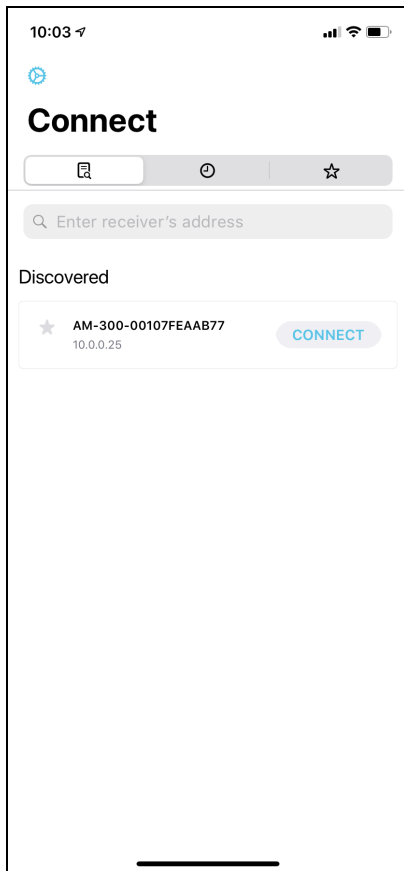 10:03
Connect
Enter receiver's address
Discovered
AM-300-00107FEAAB77
10.0.0.25
CONNECT